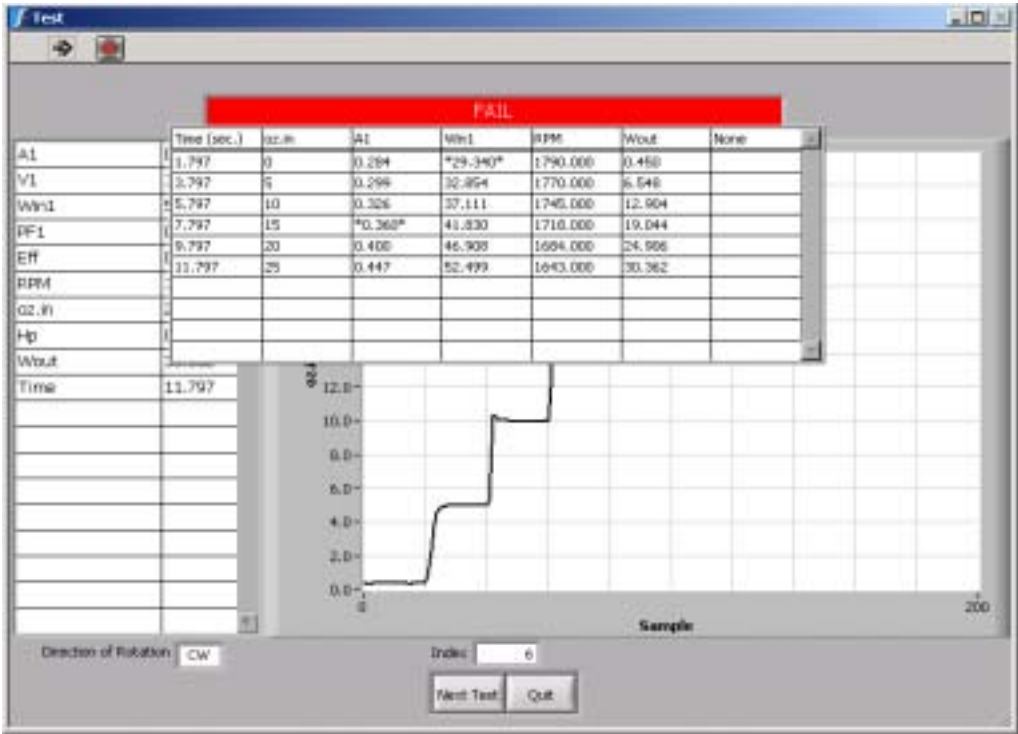 Test
FAIL
Time (sec.) oz.in A1 Win1 RPM Wout None
1.797 0 0.284 *29.340* 1790.000 0.450
3.797 5 0.299 32.854 1770.000 6.548
5.797 10 0.326 37.111 1745.000 12.904
7.797 15 *0.360* 41.830 1718.000 19.044
9.797 20 0.400 46.908 1684.000 24.986
11.797 25 0.447 52.499 1643.000 30.362
A1
V1
Win1
PF1
Eff
RPM
oz.in
Hp
Wout
Time 11.797
12.0
10.0
8.0
6.0
4.0
2.0
0.0
0 200
Sample
Direction of Rotation CW
Index 6
Next Test Quit